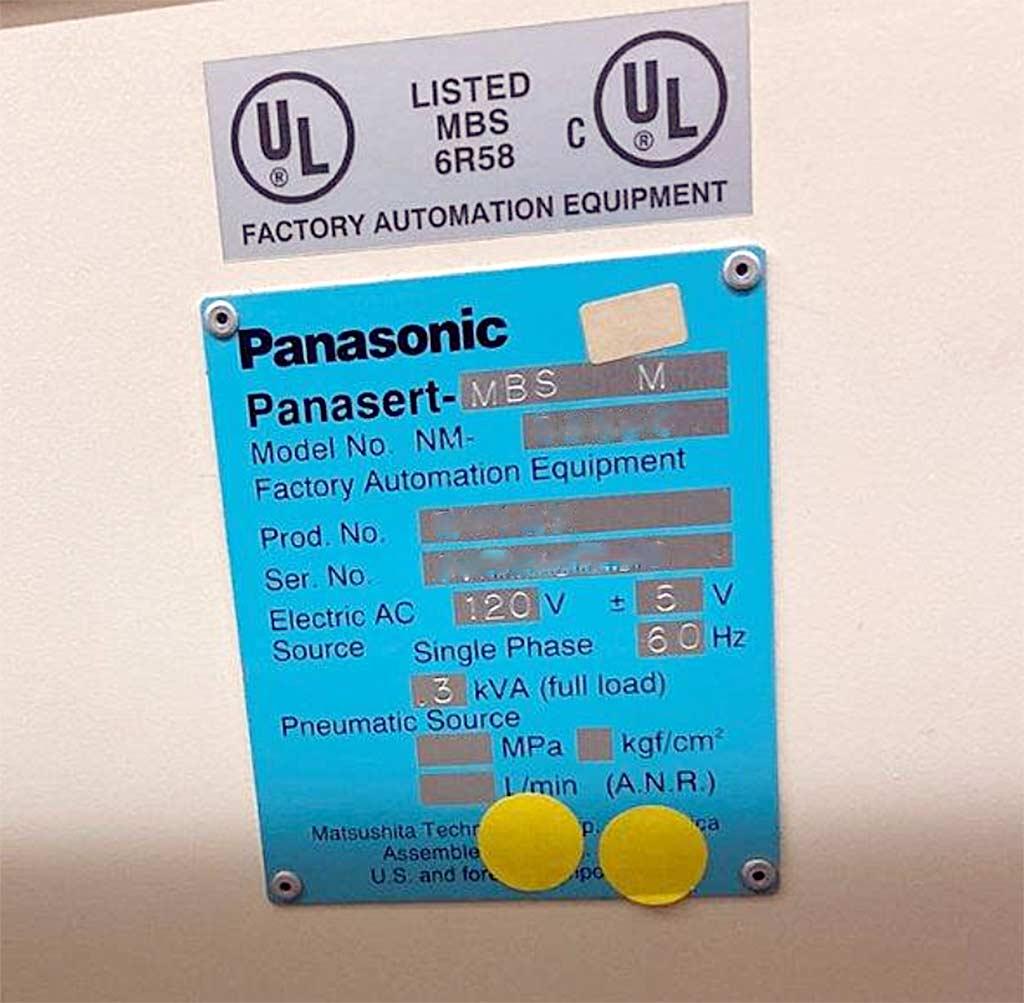 UL ® LISTED C UL ®
MBS
6R58
FACTORY AUTOMATION EQUIPMENT
Panasonic
Panasert- MBS M
Model No. NM-
Factory Automation Equipment
Prod. No.
Ser. No.
Electric AC 120 V ± 5 V
Source Single Phase 60 Hz
.3 kVA (full load)
Pneumatic Source
MPa kgf/cm²
L/min (A.N.R.)
Matsushita
U.S. and